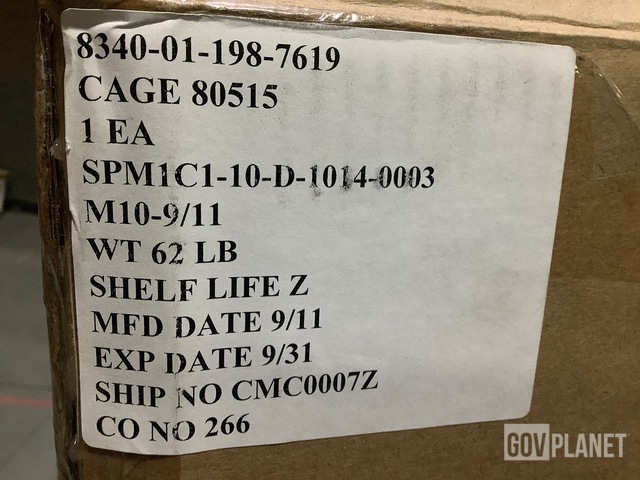 8340-01-198-7619
CAGE 80515
1 EA
SPM1C1-10-D-1014-0003
M10-9/11
WT 62 LB
SHELF LIFE Z
MFD DATE 9/11
EXP DATE 9/31
SHIP NO CMC0007Z
CO NO 266
GOVPLANET